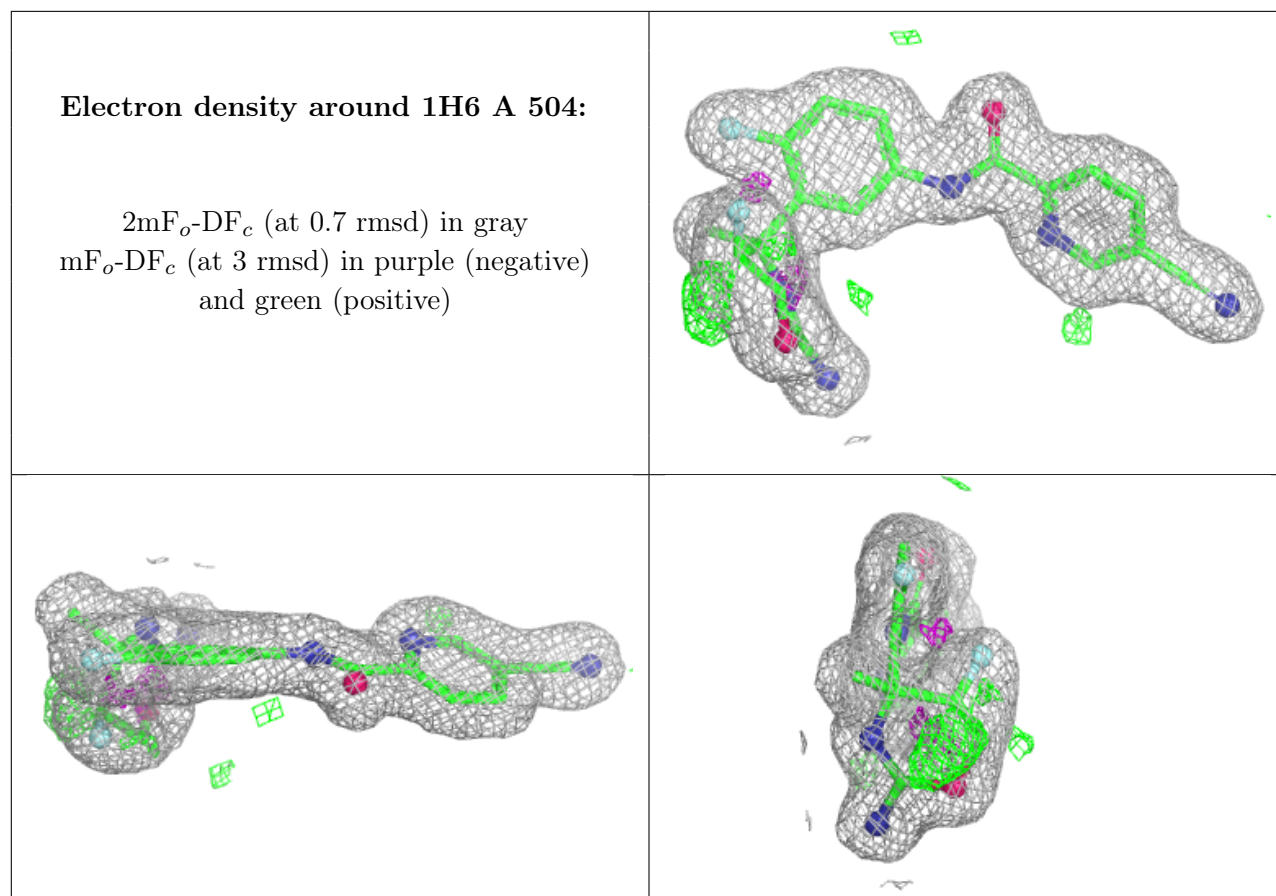 Electron density around 1H6 A 504:
2mFo-DFc (at 0.7 rmsd) in gray
mFo-DFc (at 3 rmsd) in purple (negative)
and green (positive)